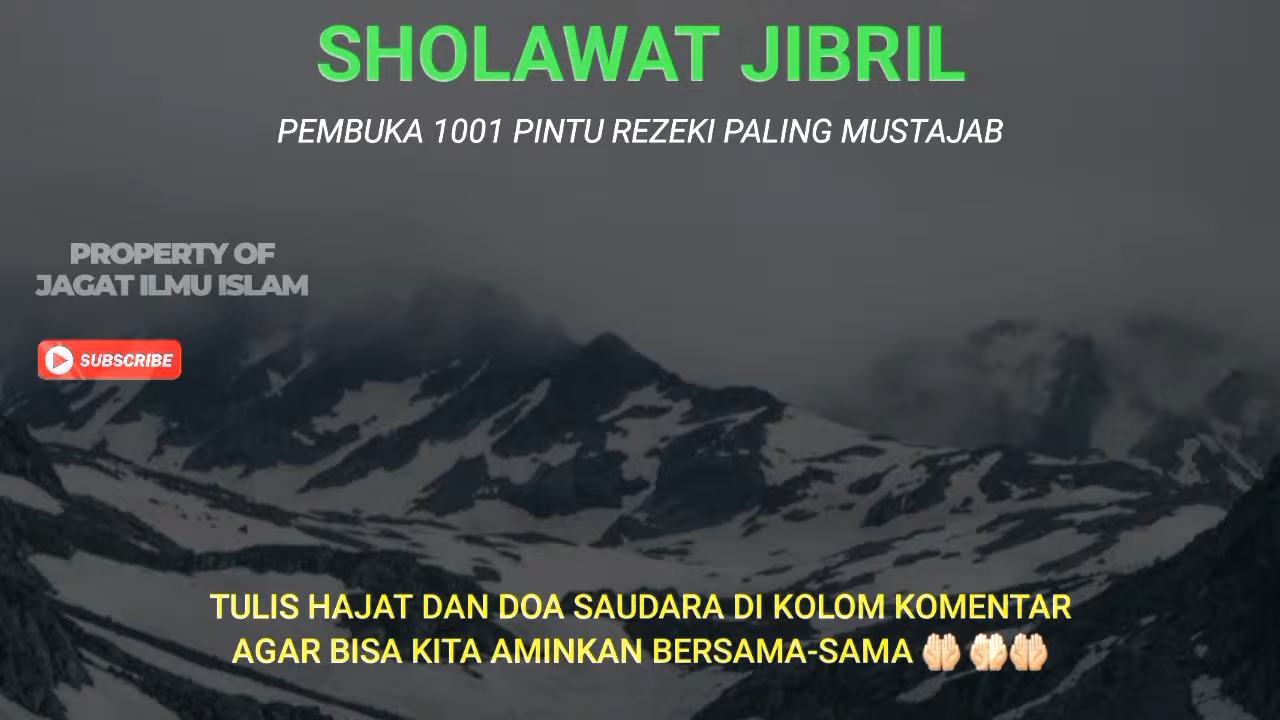 SHOLAWAT JIBRIL
PEMBUKA 1001 PINTU REZEKI PALING MUSTAJAB
PROPERTY OF
JAGAT ILMU ISLAM
SUBSCRIBE
TULIS HAJAT DAN DOA SAUDARA DI KOLOM KOMENTAR
AGAR BISA KITA AMINKAN BERSAMA-SAMA 🤲🏻 🤲🏻🤲🏻